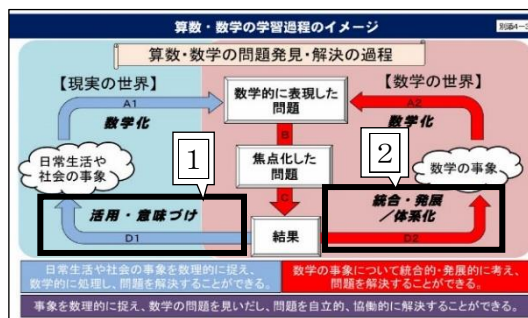 算数・数学の学習過程のイメージ
別添4-3
算数・数学の問題発見・解決の過程
【現実の世界】
【数学の世界】
A1
数学的に表現した
問題
A2
数学化
数学化
B
焦点化した
問題
1
2
日常生活や
社会の事象
数学の事象
C
活用・意味づけ
統合・発展
/体系化
D1
結果
D2
日常生活や社会の事象を数理的に捉え、
数学的に処理し、問題を解決することができる。
数学の事象について統合的・発展的に考え、
問題を解決することができる。
事象を数理的に捉え、数学の問題を見いだし、問題を自立的、協働的に解決することができる。